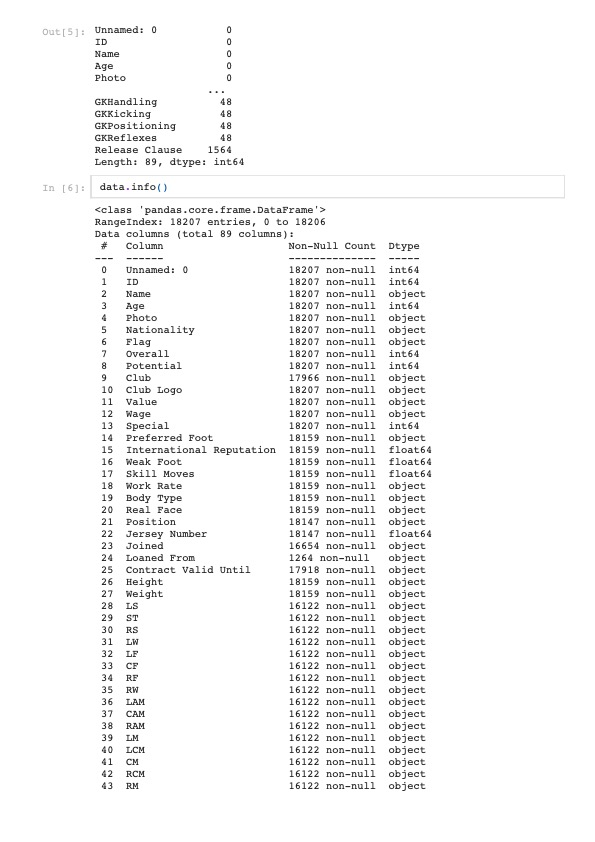 Out[5]: Unnamed: 0 0
ID 0
Name 0
Age 0
Photo 0
...
GKHandling 48
GKKicking 48
GKPositioning 48
GKReflexes 48
Release Clause 1564
Length: 89, dtype: int64
In [6]: data.info()
<class 'pandas.core.frame.DataFrame'>
RangeIndex: 18207 entries, 0 to 18206
Data columns (total 89 columns):
# Column Non-Null Count Dtype
--- ------ -------------- -----
0 Unnamed: 0 18207 non-null int64
1 ID 18207 non-null int64
2 Name 18207 non-null object
3 Age 18207 non-null int64
4 Photo 18207 non-null object
5 Nationality 18207 non-null object
6 Flag 18207 non-null object
7 Overall 18207 non-null int64
8 Potential 18207 non-null int64
9 Club 17966 non-null object
10 Club Logo 18207 non-null object
11 Value 18207 non-null object
12 Wage 18207 non-null object
13 Special 18207 non-null int64
14 Preferred Foot 18159 non-null object
15 International Reputation 18159 non-null float64
16 Weak Foot 18159 non-null float64
17 Skill Moves 18159 non-null float64
18 Work Rate 18159 non-null object
19 Body Type 18159 non-null object
20 Real Face 18159 non-null object
21 Position 18147 non-null object
22 Jersey Number 18147 non-null float64
23 Joined 16654 non-null object
24 Loaned From 1264 non-null object
25 Contract Valid Until 17918 non-null object
26 Height 18159 non-null object
27 Weight 18159 non-null object
28 LS 16122 non-null object
29 ST 16122 non-null object
30 RS 16122 non-null object
31 LW 16122 non-null object
32 LF 16122 non-null object
33 CF 16122 non-null object
34 RF 16122 non-null object
35 RW 16122 non-null object
36 LAM 16122 non-null object
37 CAM 16122 non-null object
38 RAM 16122 non-null object
39 LM 16122 non-null object
40 LCM 16122 non-null object
41 CM 16122 non-null object
42 RCM 16122 non-null object
43 RM 16122 non-null object